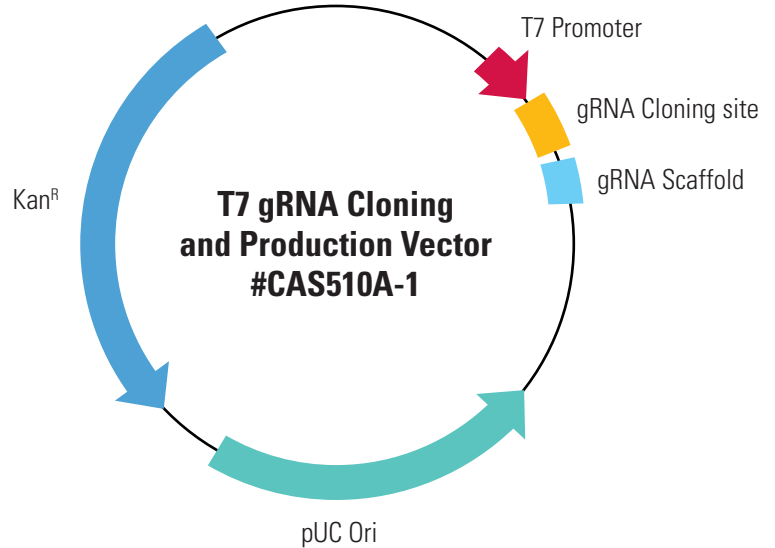 T7 Promoter
gRNA Cloning site
gRNA Scaffold
Kanᴿ
T7 gRNA Cloning
and Production Vector
#CAS510A-1
pUC Ori